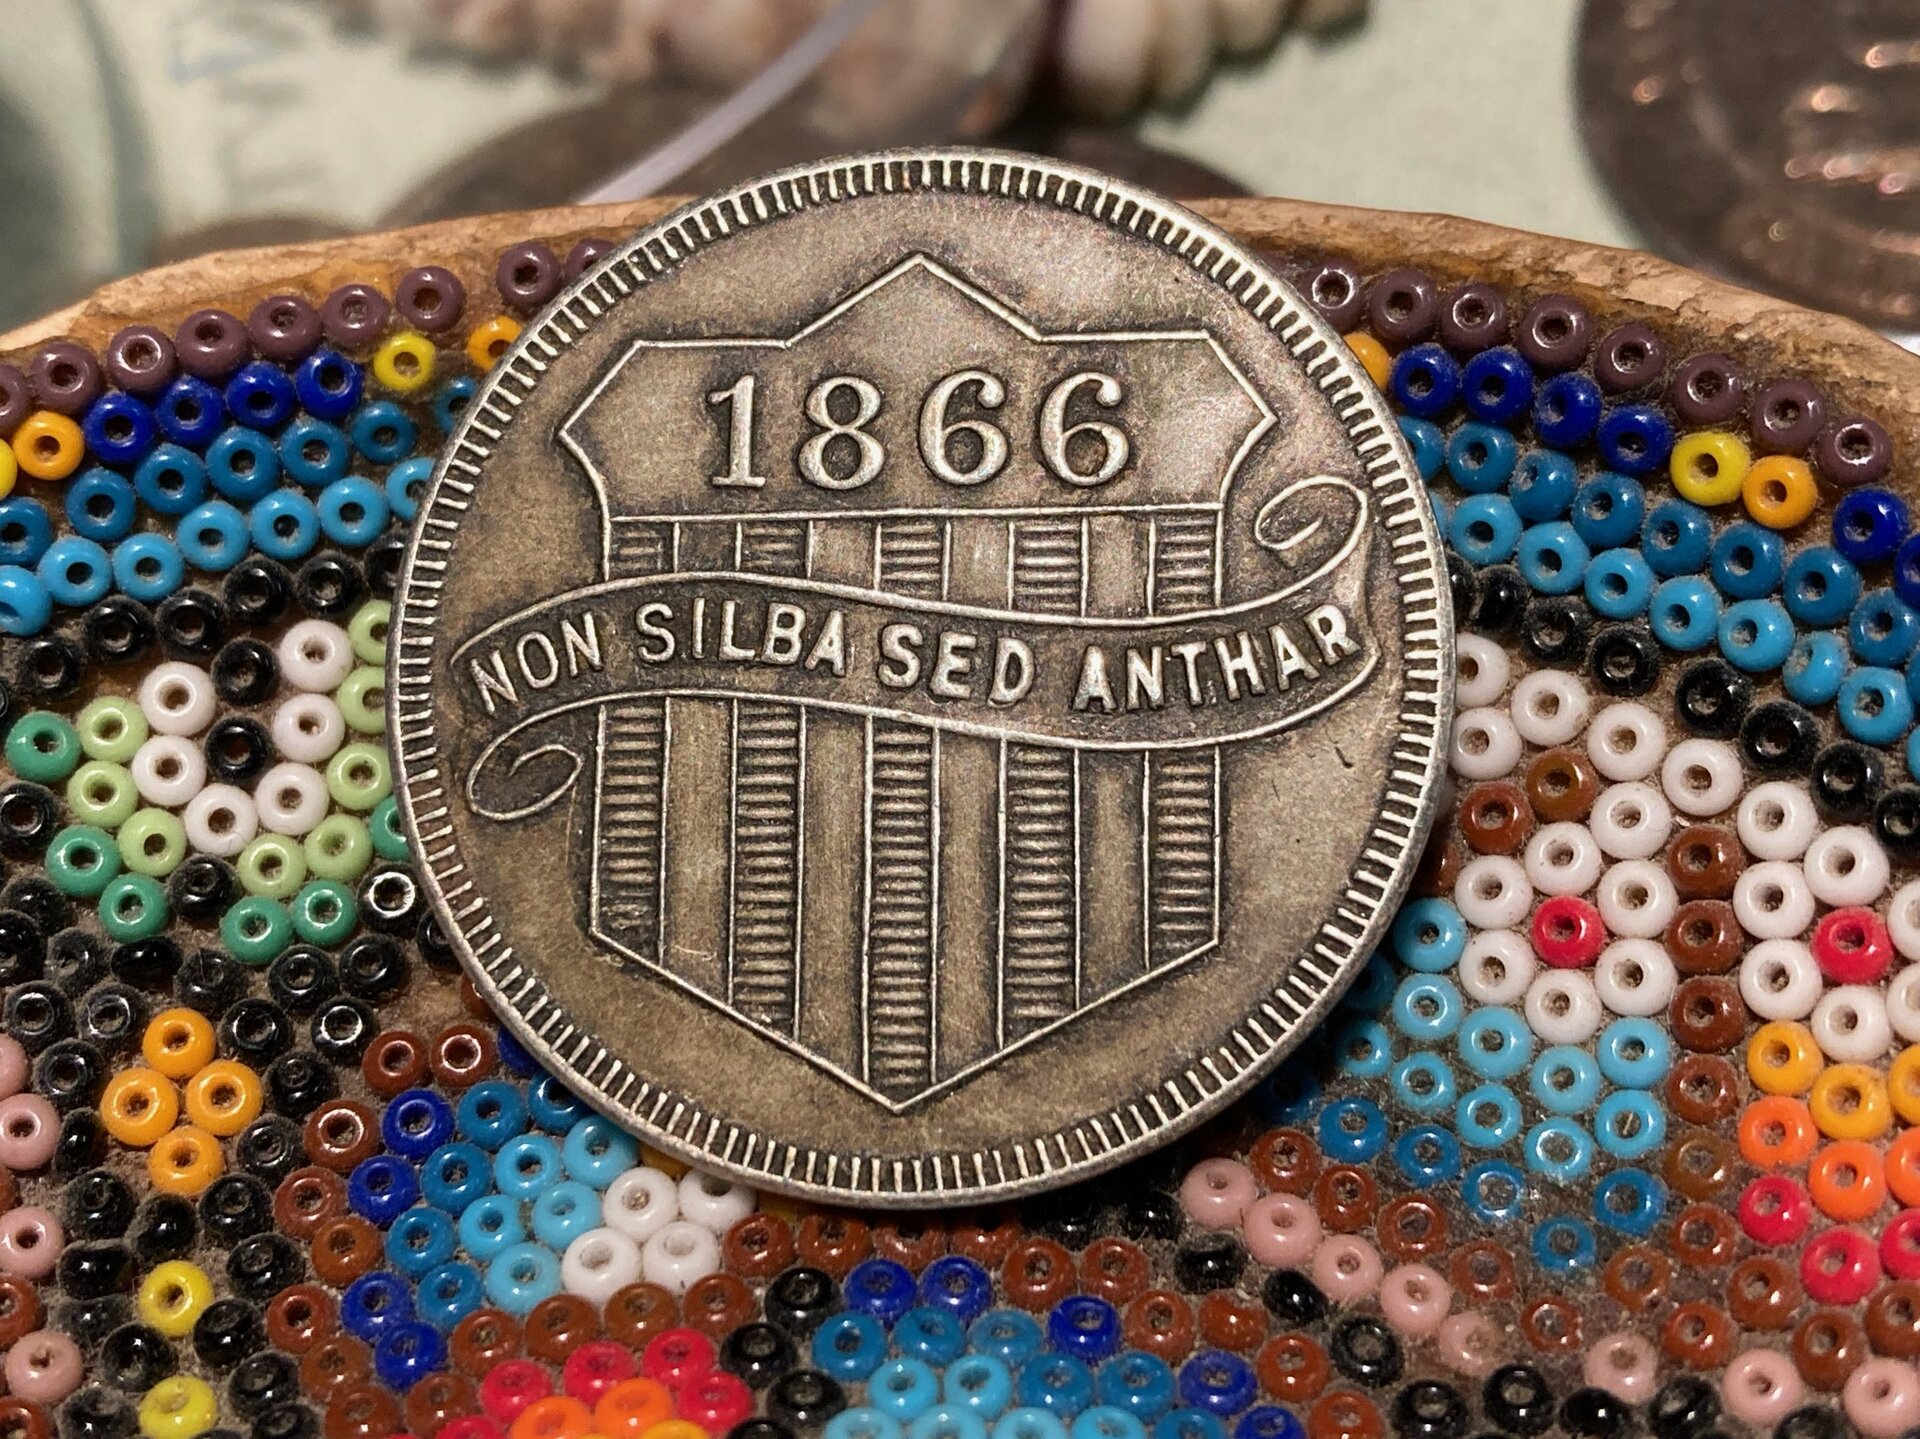 1866
NON SILBA SED ANTHAR